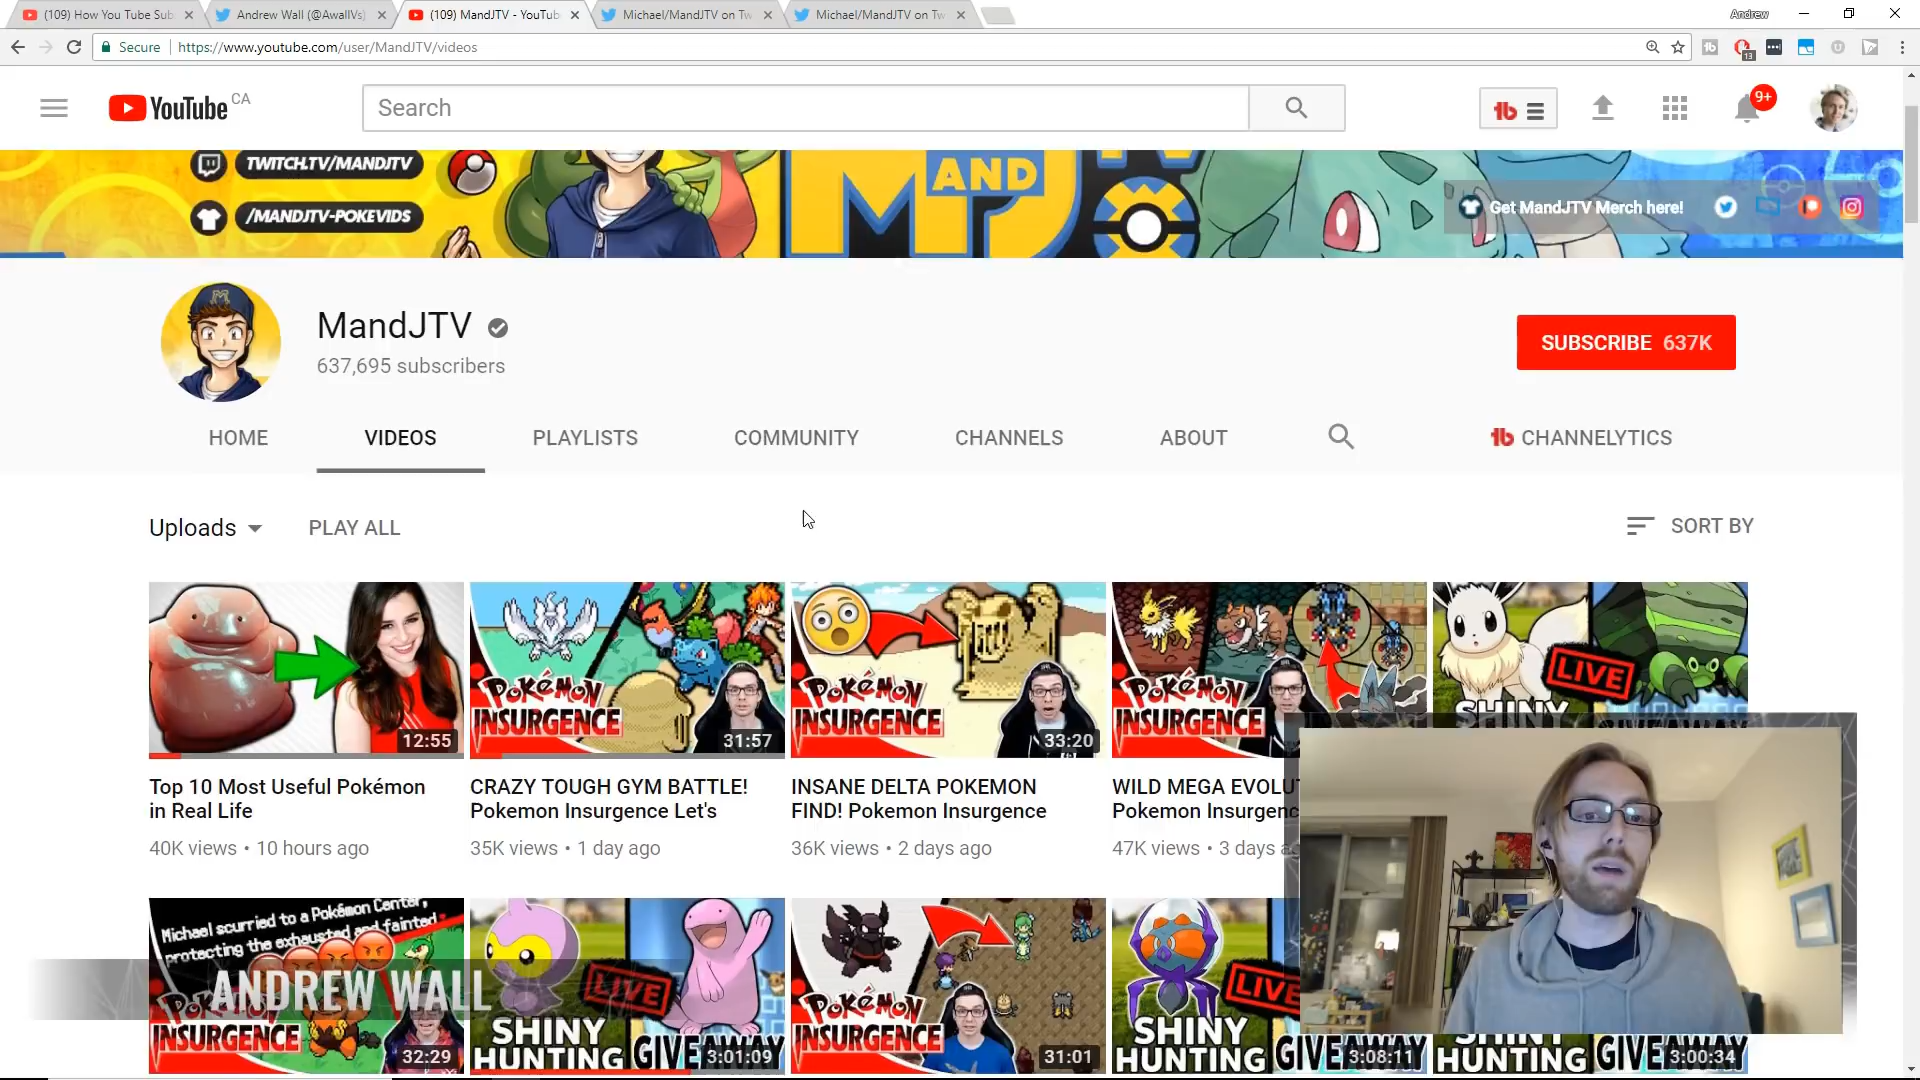 (109) How You Tube Sub
Andrew Wall (@AwallVs)
(109) MandJTV - YouTub
Michael/MandJTV on Tw
Michael/MandJTV on Tw
Andrew
Secure
https://www.youtube.com/user/MandJTV/videos
13
YouTube CA
Search
tb
9+
TWITCH.TV/MANDJTV
/MANDJTV-POKEVIDS
M AND J
Get MandJTV Merch here!
MandJTV
637,695 subscribers
SUBSCRIBE 637K
HOME
VIDEOS
PLAYLISTS
COMMUNITY
CHANNELS
ABOUT
tb CHANNELYTICS
Uploads
PLAY ALL
SORT BY
12:55
POKéMON
INSURGENCE
31:57
POKéMON
INSURGENCE
33:20
POKéMON
INSURGENCE
LIVE
SHINY
Top 10 Most Useful Pokémon
in Real Life
40K views • 10 hours ago
CRAZY TOUGH GYM BATTLE!
Pokemon Insurgence Let's
35K views • 1 day ago
INSANE DELTA POKEMON
FIND! Pokemon Insurgence
36K views • 2 days ago
WILD MEGA EVOLUT
Pokemon Insurgenc
47K views • 3 days a
Michael scurried to a Pokémon Center,
protecting the exhausted and fainted
ANDREW WALL
INSURGENCE
32:29
LIVE
SHINY
HUNTING GIVEAWAY
3:01:09
POKéMON
INSURGENCE
31:01
LIVE
SHINY
HUNTING GIVEAWAY
3:08:11
HUNTING GIVEAWAY
3:00:34